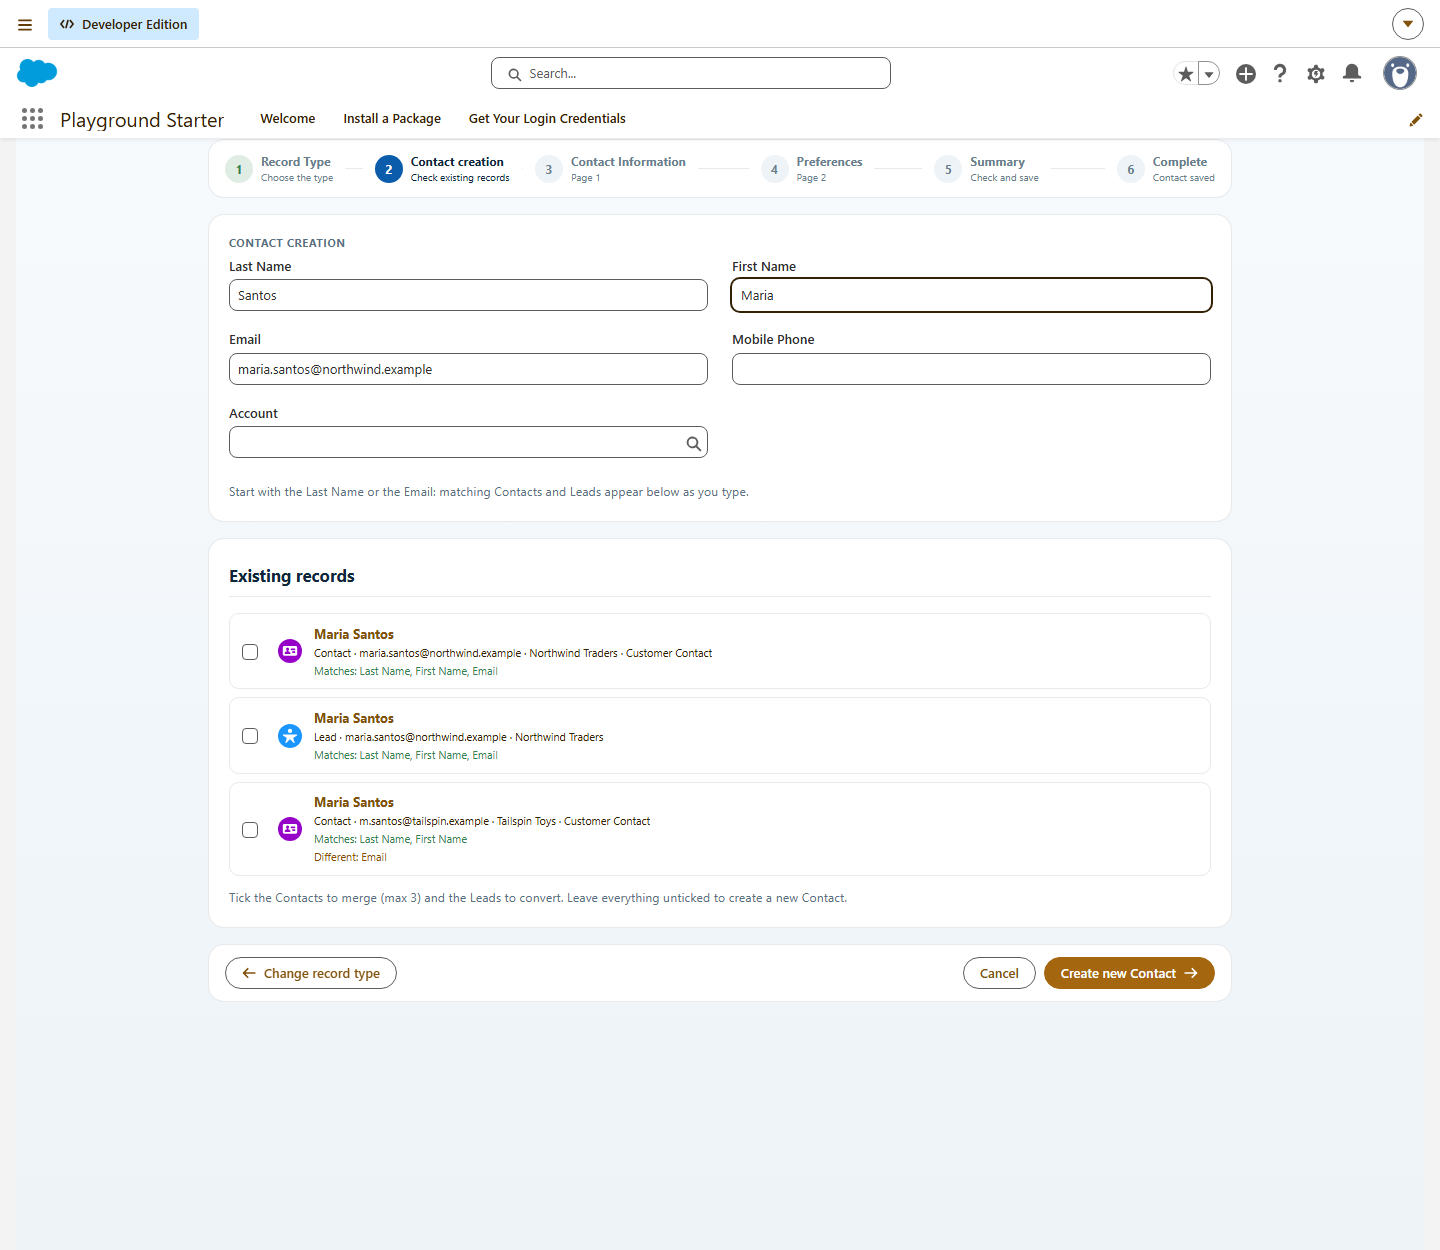 Developer Edition
Search...
Playground Starter
Welcome
Install a Package
Get Your Login Credentials
1
Record Type
Choose the type
2
Contact creation
Check existing records
3
Contact Information
Page 1
4
Preferences
Page 2
5
Summary
Check and save
6
Complete
Contact saved
CONTACT CREATION
Last Name
Santos
First Name
Maria
Email
maria.santos@northwind.example
Mobile Phone
Account
Start with the Last Name or the Email: matching Contacts and Leads appear below as you type.
Existing records
Maria Santos
Contact · maria.santos@northwind.example · Northwind Traders · Customer Contact
Matches: Last Name, First Name, Email
Maria Santos
Lead · maria.santos@northwind.example · Northwind Traders
Matches: Last Name, First Name, Email
Maria Santos
Contact · m.santos@tailspin.example · Tailspin Toys · Customer Contact
Matches: Last Name, First Name
Different: Email
Tick the Contacts to merge (max 3) and the Leads to convert. Leave everything unticked to create a new Contact.
Change record type
Cancel
Create new Contact